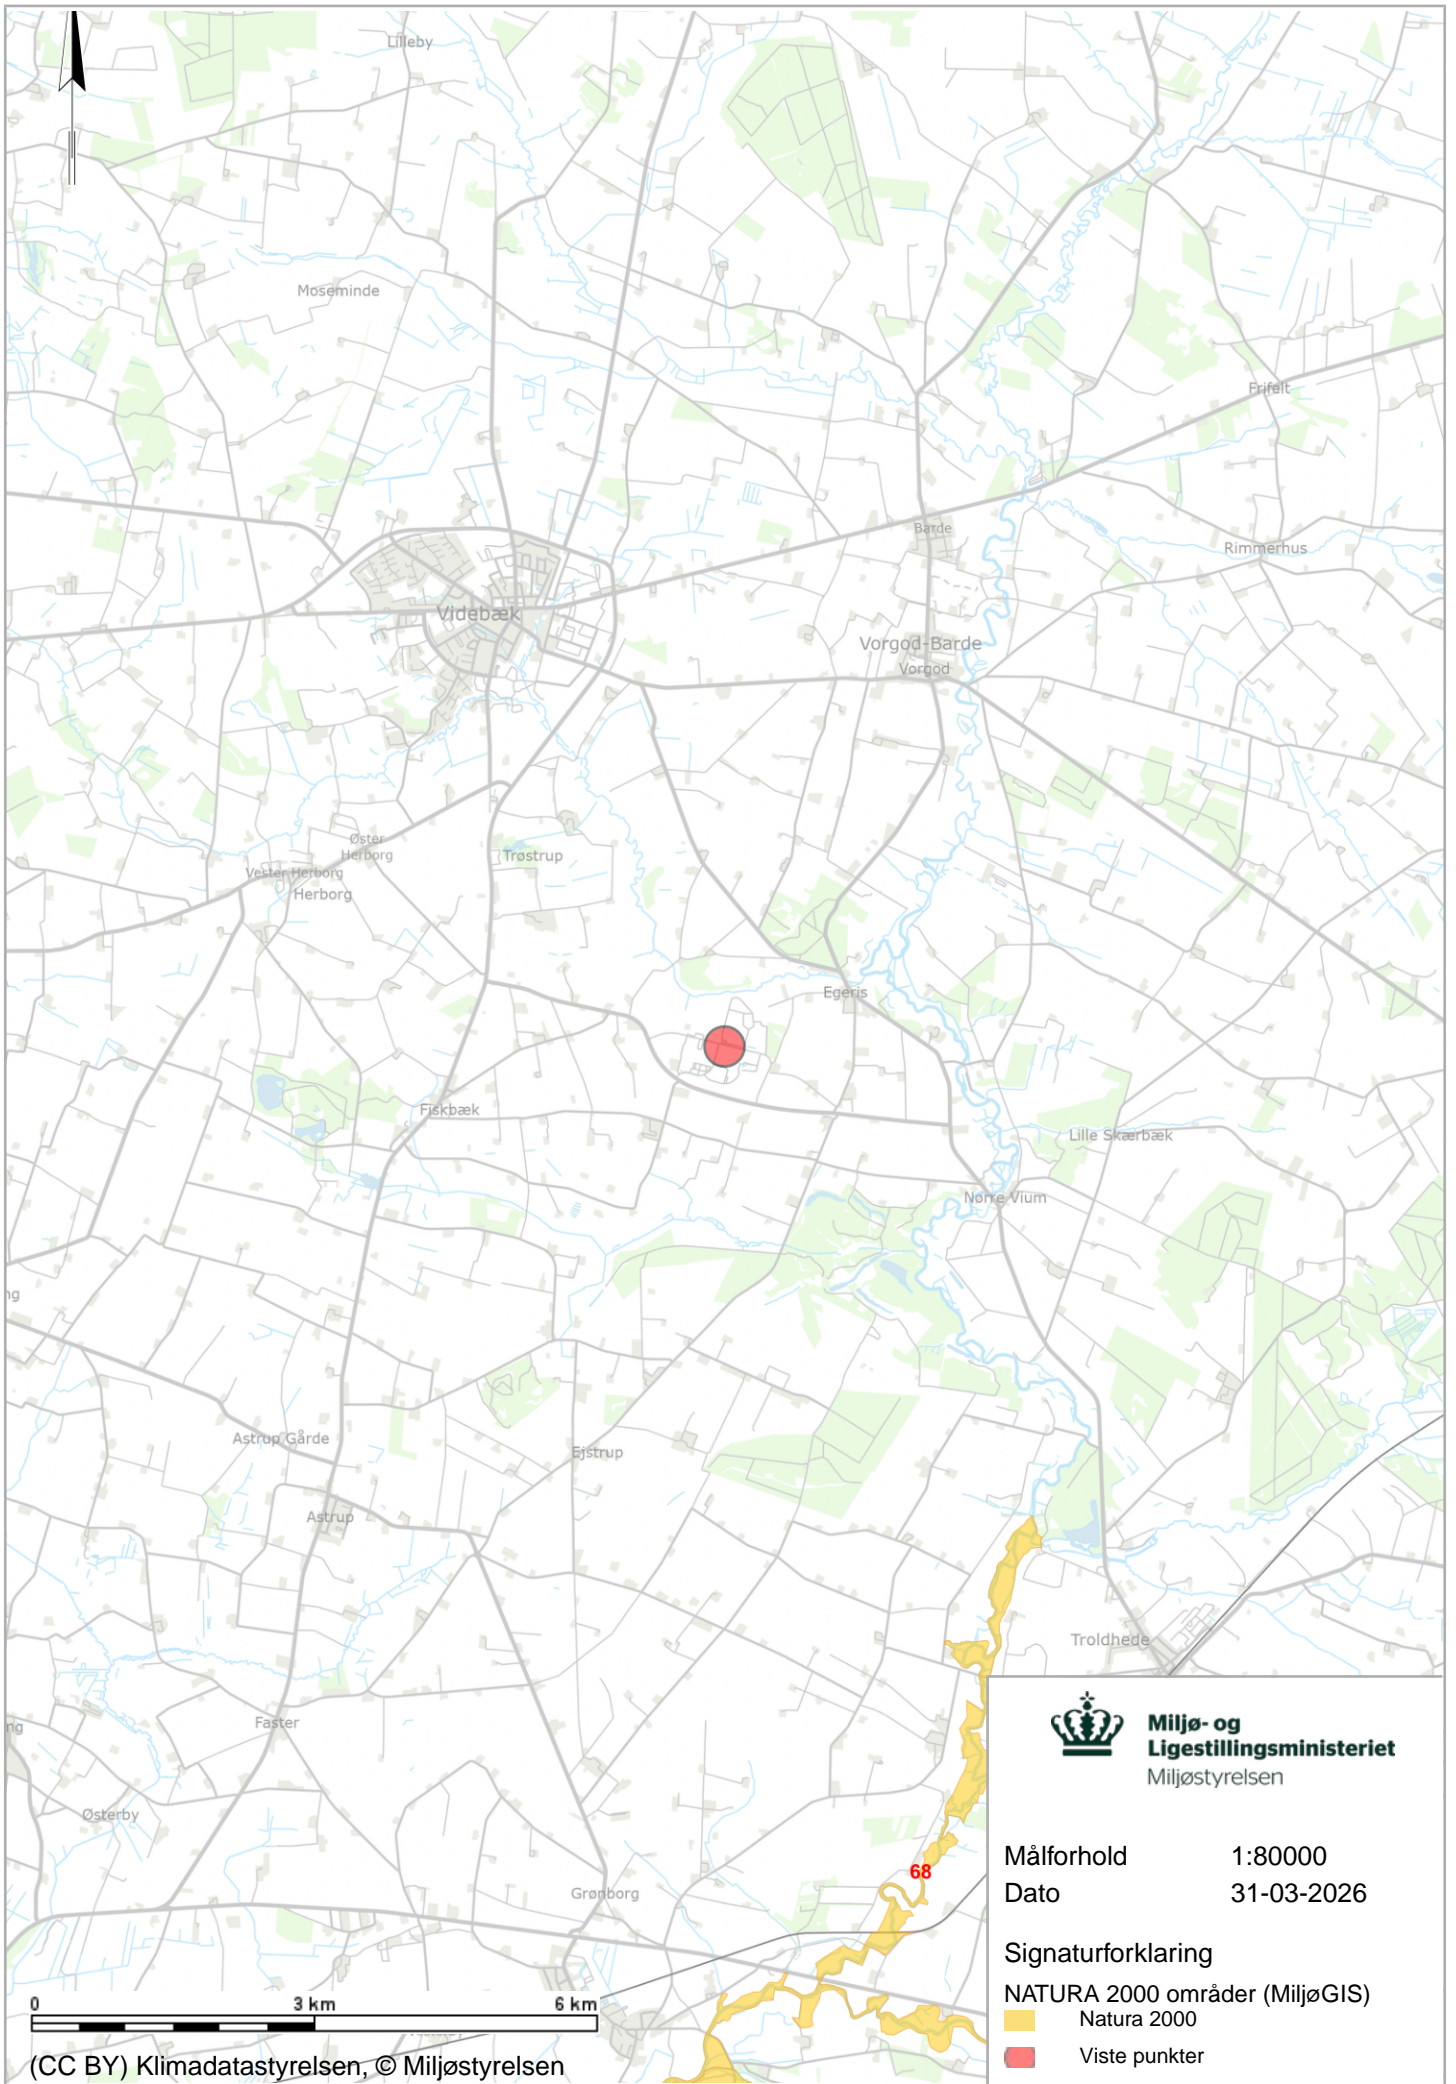 Lilleby
Moseminde
Frifelt
Barde
Rimmerhus
Videbæk
Vorgod-Barde
Vorgod
Øster
Herborg
Trøstrup
Vester Herborg
Herborg
Egeris
Fiskbæk
Lille Skærbæk
Nørre Vium
ng
Astrup Gårde
Ejstrup
Astrup
Troldhede
Faster
ng
Østerby
68
Grønborg
Miljø- og
Ligestillingsministeriet
Miljøstyrelsen
Målforhold 1:80000
Dato 31-03-2026
Signaturforklaring
NATURA 2000 områder (MiljøGIS)
Natura 2000
Viste punkter
0 3 km 6 km
(CC BY) Klimadatastyrelsen, © Miljøstyrelsen